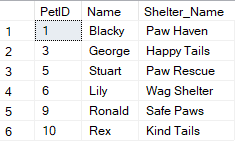 PetID Name Shelter_Name
1 1 Blacky Paw Haven
2 3 George Happy Tails
3 5 Stuart Paw Rescue
4 6 Lily Wag Shelter
5 9 Ronald Safe Paws
6 10 Rex Kind Tails